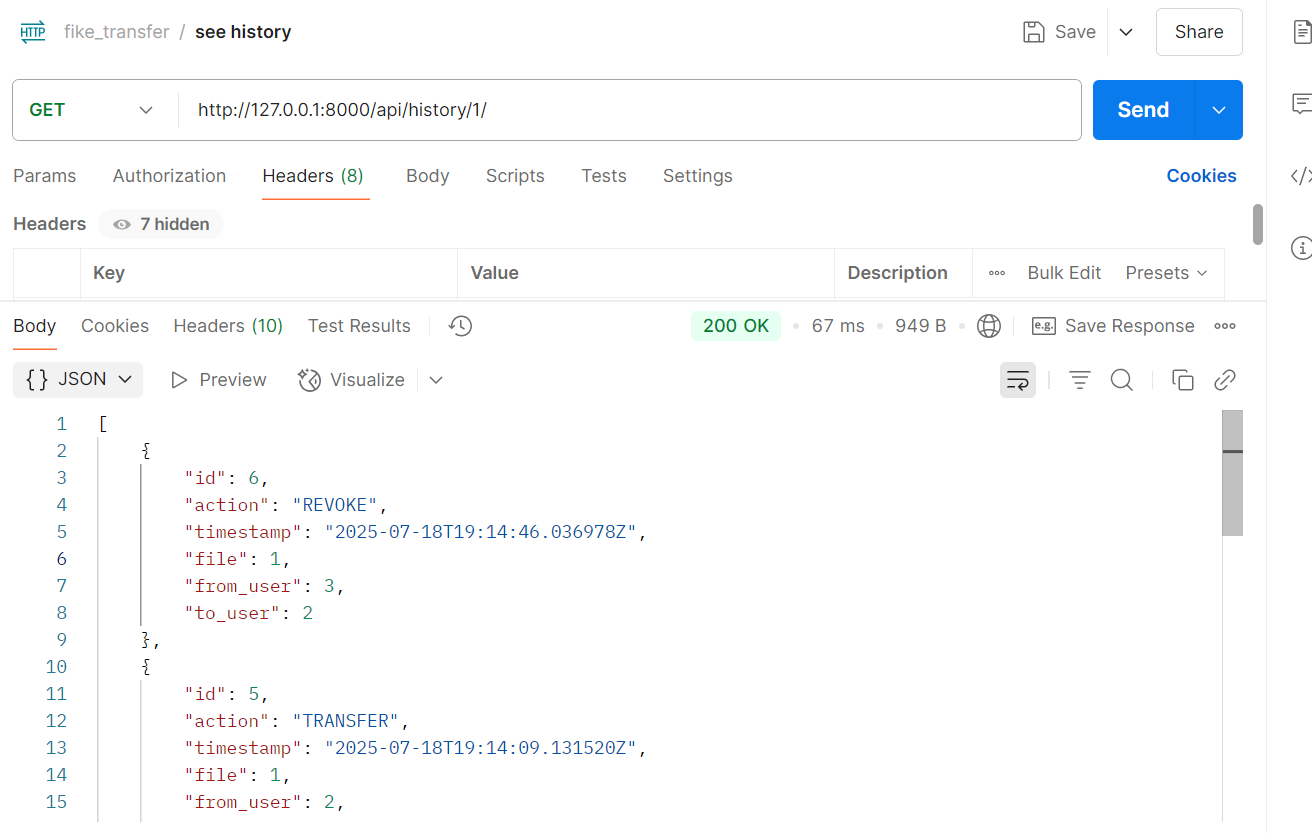 HTTP fike_transfer / see history Save Share
GET http://127.0.0.1:8000/api/history/1/ Send
Params Authorization Headers (8) Body Scripts Tests Settings Cookies
Headers 7 hidden
Key Value Description Bulk Edit Presets
Body Cookies Headers (10) Test Results 200 OK 67 ms 949 B e.g. Save Response
{} JSON Preview Visualize
1 [
2 {
3 "id": 6,
4 "action": "REVOKE",
5 "timestamp": "2025-07-18T19:14:46.036978Z",
6 "file": 1,
7 "from_user": 3,
8 "to_user": 2
9 },
10 {
11 "id": 5,
12 "action": "TRANSFER",
13 "timestamp": "2025-07-18T19:14:09.131520Z",
14 "file": 1,
15 "from_user": 2,